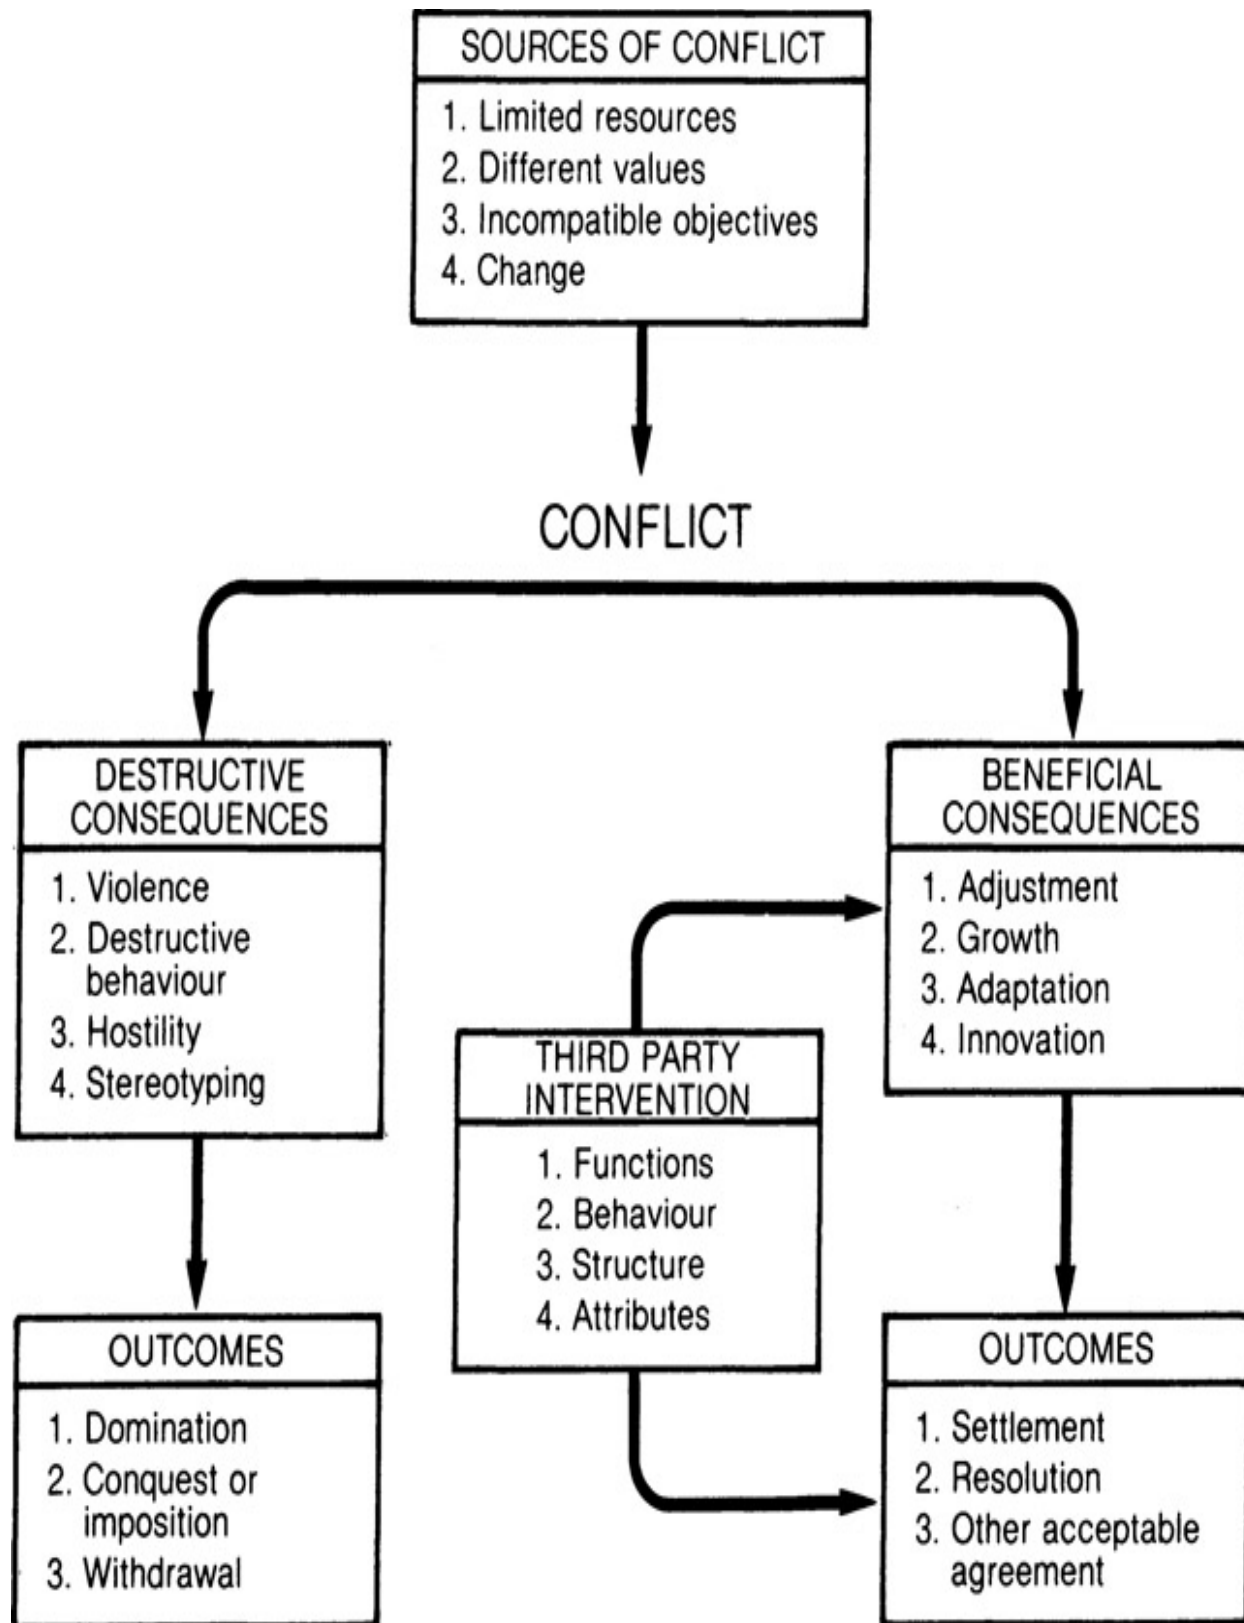 SOURCES OF CONFLICT
1. Limited resources
2. Different values
3. Incompatible objectives
4. Change
CONFLICT
DESTRUCTIVE
CONSEQUENCES
1. Violence
2. Destructive
behaviour
3. Hostility
4. Stereotyping
BENEFICIAL
CONSEQUENCES
1. Adjustment
2. Growth
3. Adaptation
4. Innovation
THIRD PARTY
INTERVENTION
1. Functions
2. Behaviour
3. Structure
4. Attributes
OUTCOMES
1. Domination
2. Conquest or
imposition
3. Withdrawal
OUTCOMES
1. Settlement
2. Resolution
3. Other acceptable
agreement